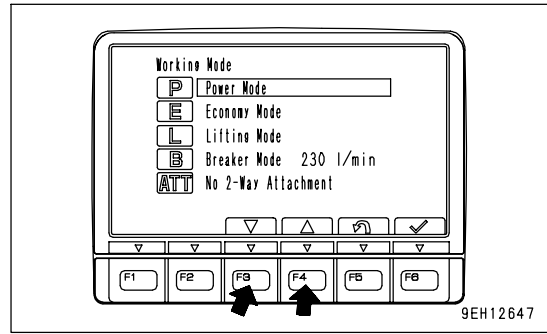 Working Mode
P Power Mode
E Economy Mode
L Lifting Mode
B Breaker Mode 230 l/min
ATT No 2-Way Attachment
F1 F2 F3 F4 F5 F6
9EH12647